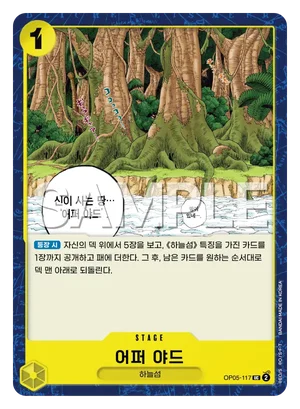 1
신이 사는 땅…
어퍼 야드
SAMPLE
등장 시 자신의 덱 위에서 5장을 보고, 《하늘섬》 특징을 가진 카드를
1장까지 공개하고 패에 더한다. 그 후, 남은 카드를 원하는 순서대로
덱 맨 아래로 되돌린다.
STAGE
어퍼 야드
하늘섬
OP05-117 UC 2